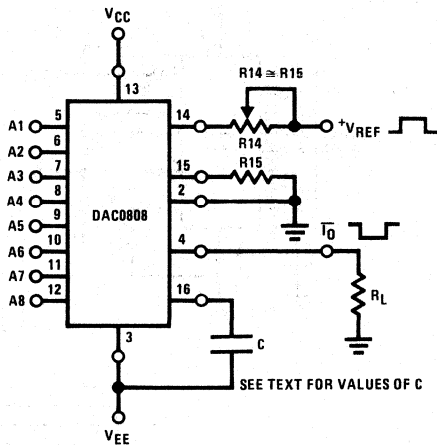 VCC
13
R14 ≅ R15
A1 5
14
+VREF
R14
A2 6
A3 7
15
R15
A4 8
2
DAC0808
A5 9
4
IO
A6 10
A7 11
16
RL
A8 12
3
C
SEE TEXT FOR VALUES OF C
VEE